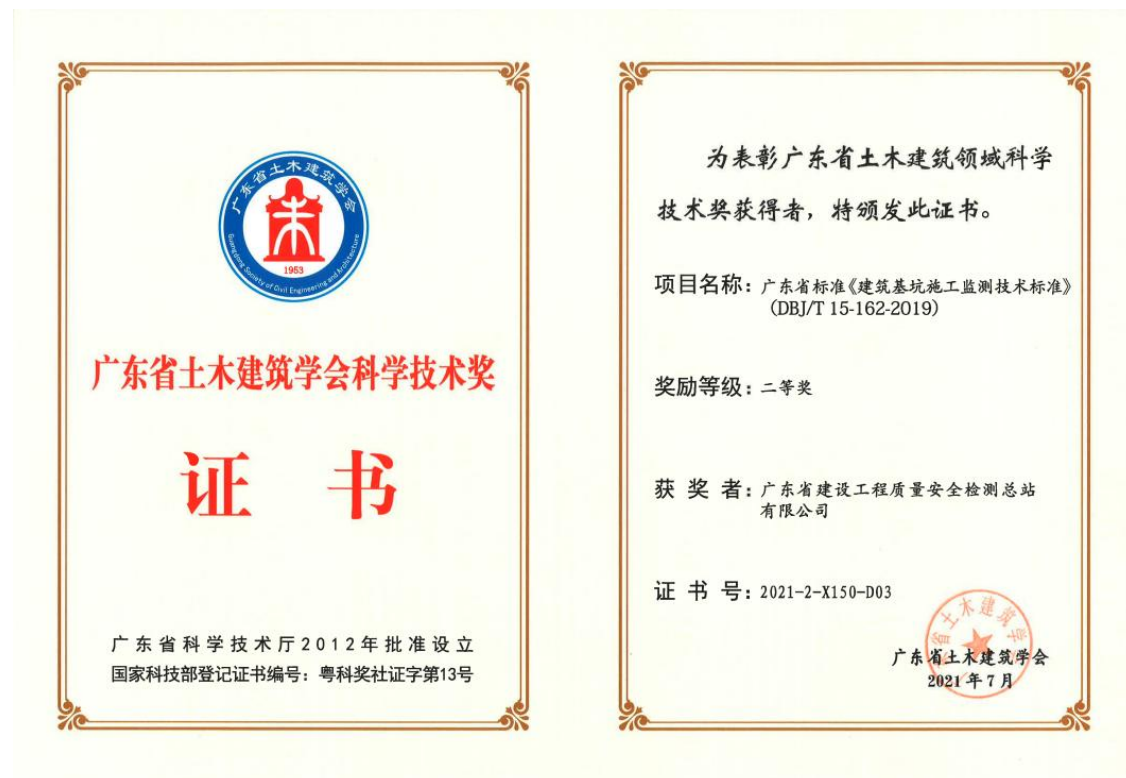 广东省土木建筑学会
Guangdong Society of Civil Engineering and Architecture
1953
广东省土木建筑学会科学技术奖
证 书
广东省科学技术厅2012年批准设立
国家科技部登记证书编号：粤科奖社证字第13号
为表彰广东省土木建筑领域科学
技术奖获得者，特颁发此证书。
项目名称：广东省标准《建筑基坑施工监测技术标准》
（DBJ/T 15-162-2019）
奖励等级：二等奖
获 奖 者：广东省建设工程质量安全检测总站
有限公司
证 书 号：2021-2-X150-D03
广东省土木建筑学会
2021年7月
省土木建筑学会